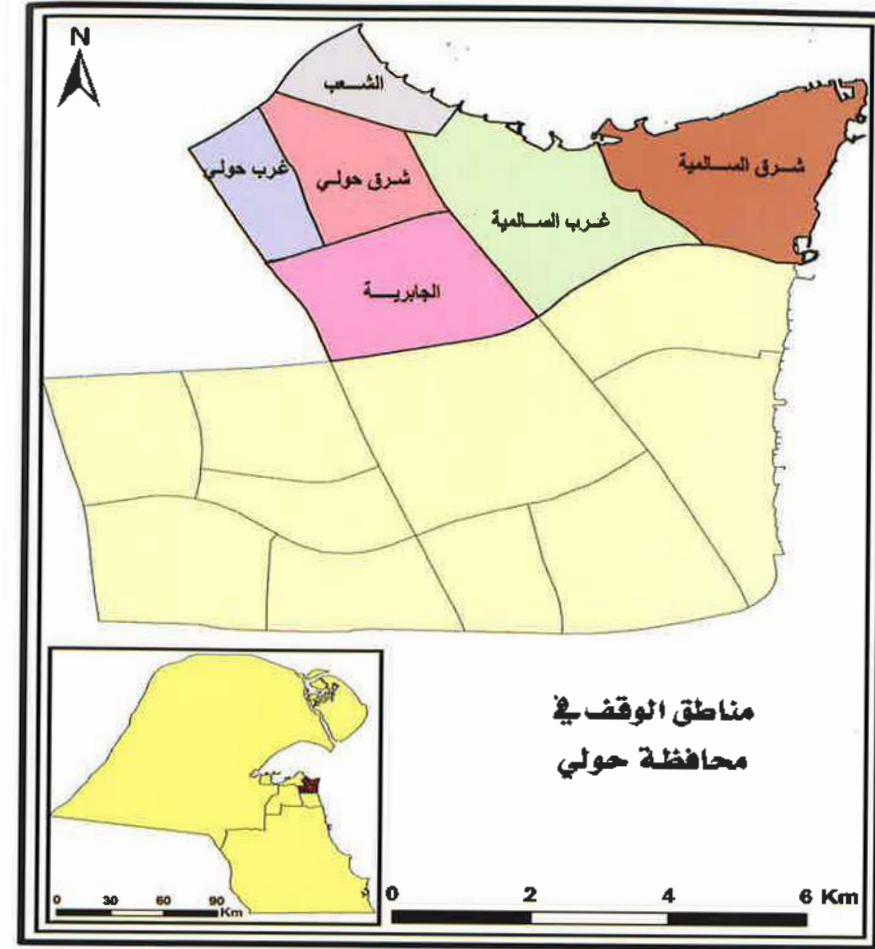 N
الشعب
غرب حولي
شرق حولي
شرق السالمية
غرب السالمية
الجابرية
مناطق الوقف في
محافظة حولي
0 2 4 6 Km
0 30 60 90 Km